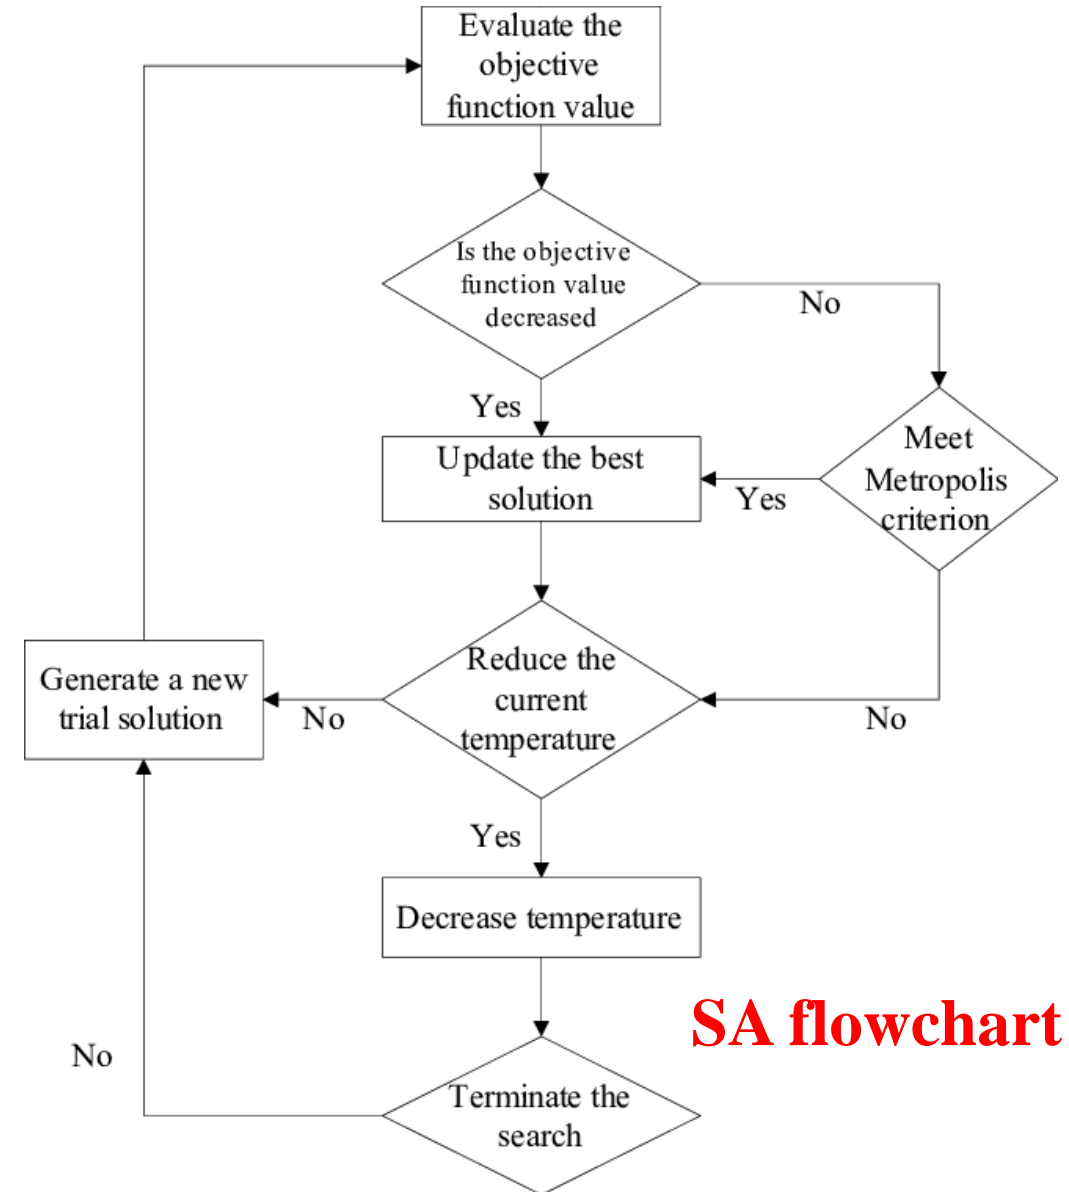 Evaluate the
objective
function value
Is the objective
function value
decreased
No
Yes
Update the best
solution
Yes
Meet
Metropolis
criterion
Generate a new
trial solution
No
Reduce the
current
temperature
No
Yes
Decrease temperature
SA flowchart
No
Terminate the
search